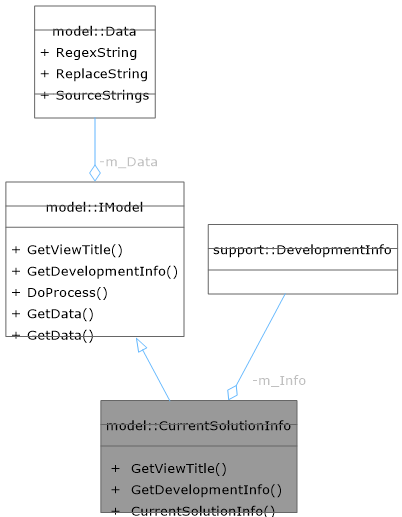 model::Data
+ RegexString
+ ReplaceString
+ SourceStrings
-m_Data
model::IModel
+ GetViewTitle()
+ GetDevelopmentInfo()
+ DoProcess()
+ GetData()
+ GetData()
support::DevelopmentInfo
-m_Info
model::CurrentSolutionInfo
+ GetViewTitle()
+ GetDevelopmentInfo()
+ CurrentSolutionInfo()